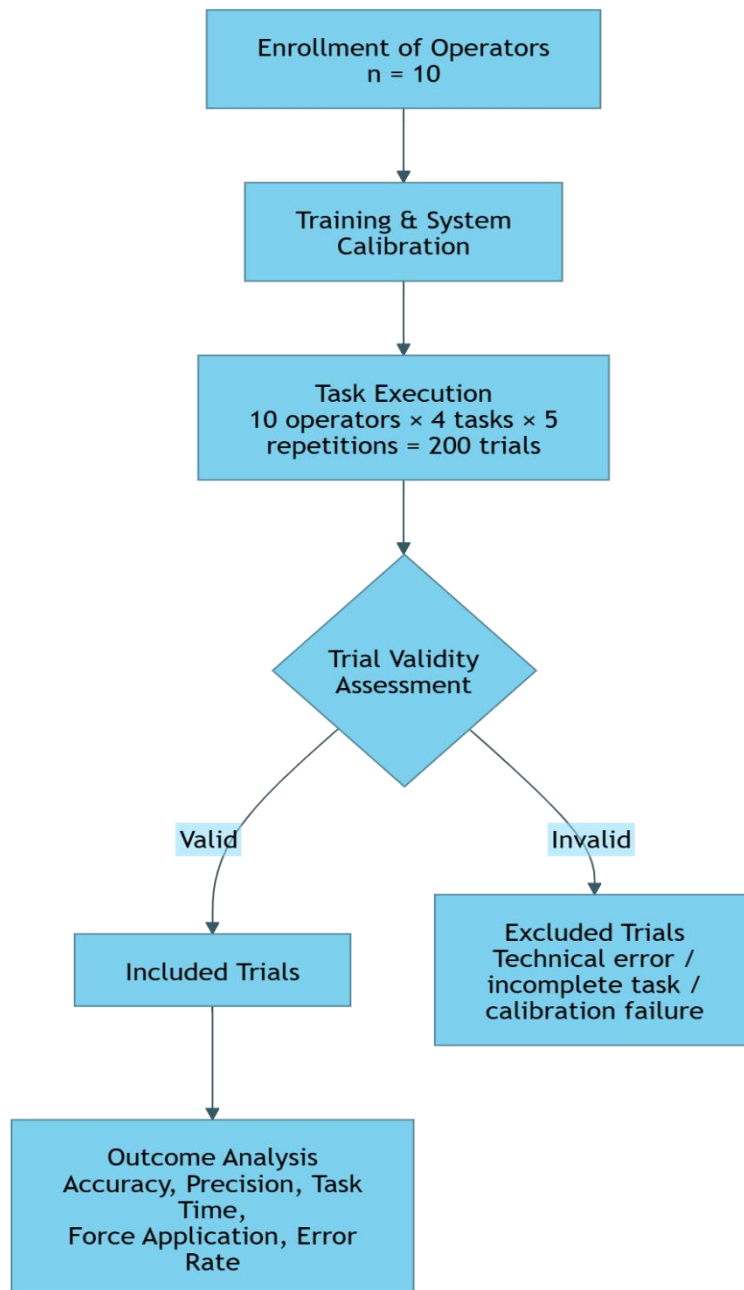 Enrollment of Operators
n = 10
Training & System
Calibration
Task Execution
10 operators × 4 tasks × 5
repetitions = 200 trials
Trial Validity
Assessment
Valid
Invalid
Included Trials
Excluded Trials
Technical error /
incomplete task /
calibration failure
Outcome Analysis
Accuracy, Precision, Task
Time,
Force Application, Error
Rate